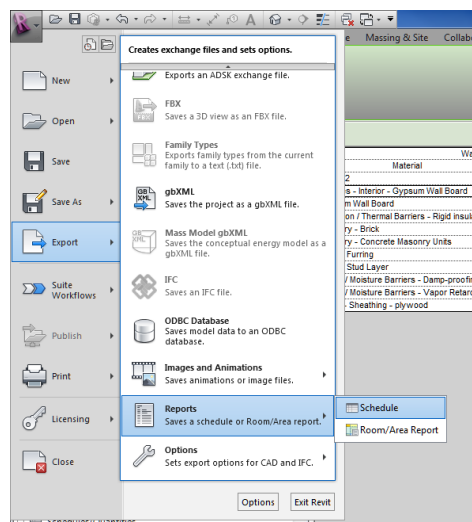 e Massing & Site Collab
Creates exchange files and sets options.
Exports an ADSK exchange file.
New
FBX
Saves a 3D view as an FBX file.
Open
Family Types
Exports family types from the current
family to a text (.txt) file.
Save
gbXML
Saves the project as a gbXML file.
Save As
Mass Model gbXML
Saves the conceptual energy model as a
gbXML file.
Export
IFC
Saves an IFC file.
Suite
Workflows
ODBC Database
Saves model data to an ODBC
database.
Publish
Images and Animations
Saves animations or image files.
Print
Reports
Saves a schedule or Room/Area report.
Licensing
Options
Sets export options for CAD and IFC.
Close
Schedule
Room/Area Report
Options Exit Revit
Wa
Material
2
s - Interior - Gypsum Wall Board
m Wall Board
on / Thermal Barriers - Rigid insula
ry - Brick
ry - Concrete Masonry Units
Furring
Stud Layer
/ Moisture Barriers - Damp-proofin
/ Moisture Barriers - Vapor Retard
- Sheathing - plywood